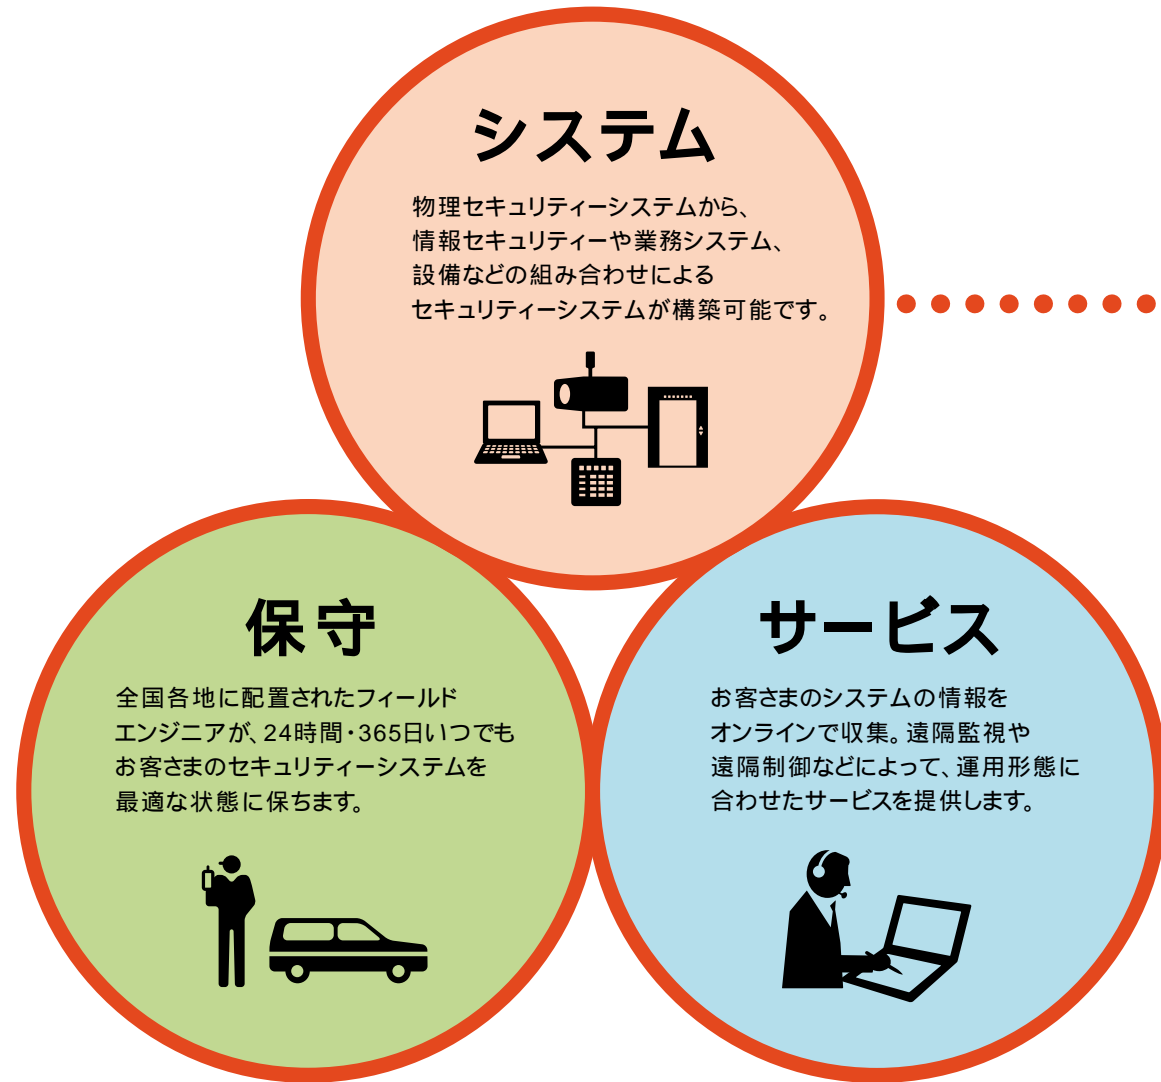 システム
物理セキュリティーシステムから、
情報セキュリティーや業務システム、
設備などの組み合わせによる
セキュリティーシステムが構築可能です。
保守
全国各地に配置されたフィールド
エンジニアが、24時間・365日いつでも
お客さまのセキュリティーシステムを
最適な状態に保ちます。
サービス
お客さまのシステムの情報を
オンラインで収集。遠隔監視や
遠隔制御などによって、運用形態に
合わせたサービスを提供します。